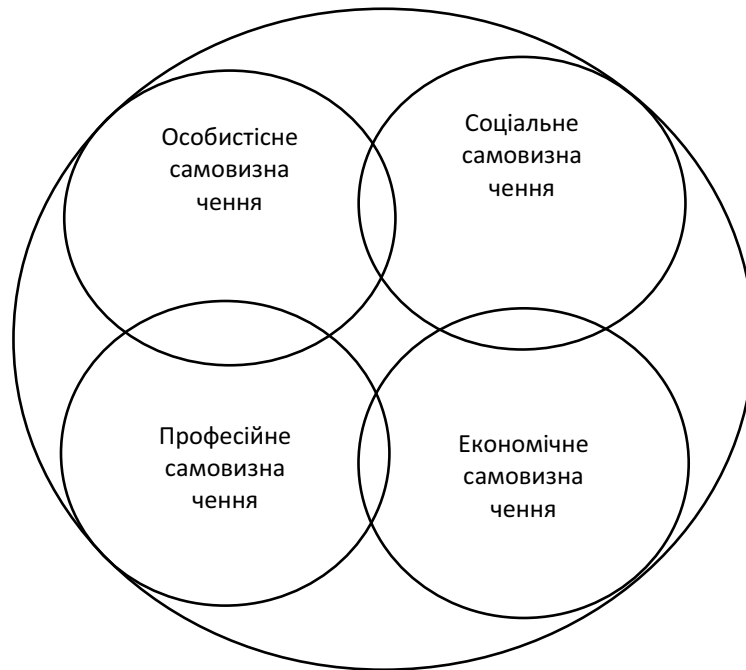 Особистісне
самовизна
чення
Соціальне
самовизна
чення
Професійне
самовизна
чення
Економічне
самовизна
чення